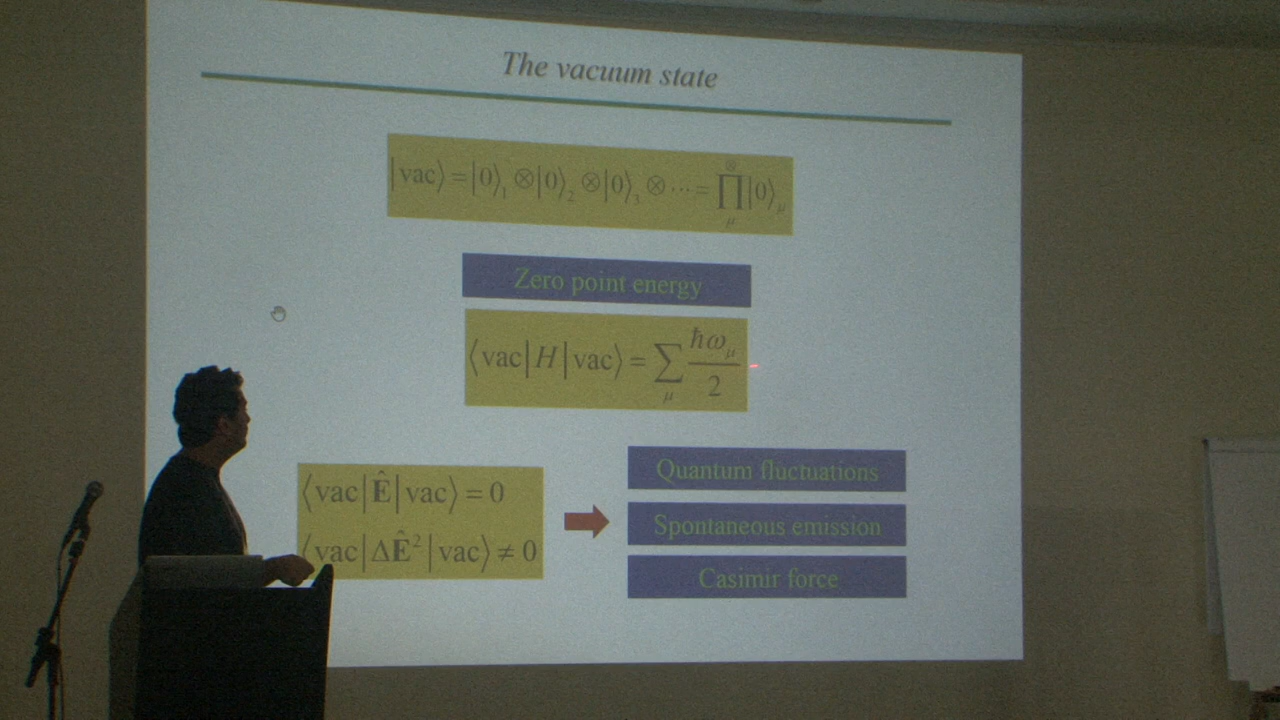 The vacuum state
|vac⟩=|0⟩₁⊗|0⟩₂⊗|0⟩₃⊗⋯=∏_μ^⊗|0⟩_μ
Zero point energy
⟨vac|H|vac⟩=∑_μ ħω_μ/2
⟨vac|Ê|vac⟩=0
⟨vac|ΔÊ²|vac⟩≠0
Quantum fluctuations
Spontaneous emission
Casimir force